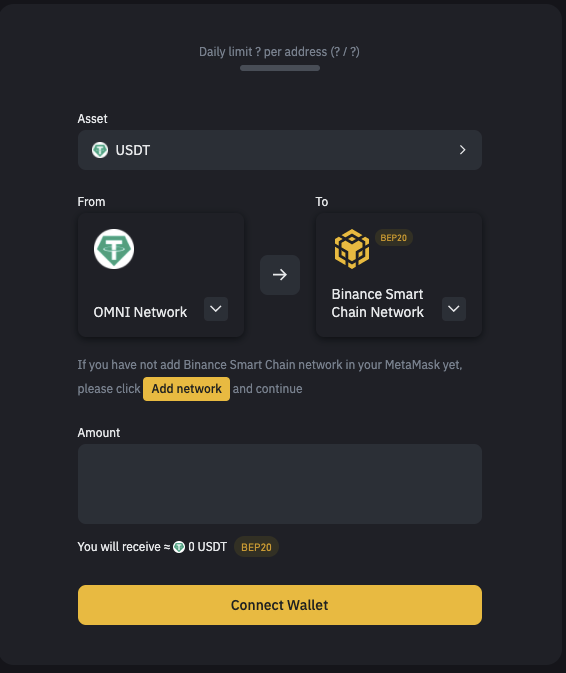 Daily limit ? per address (? / ?)
Asset
USDT
From
To
BEP20
OMNI Network
Binance Smart
Chain Network
If you have not add Binance Smart Chain network in your MetaMask yet,
please click Add network and continue
Amount
You will receive ≈ 0 USDT BEP20
Connect Wallet